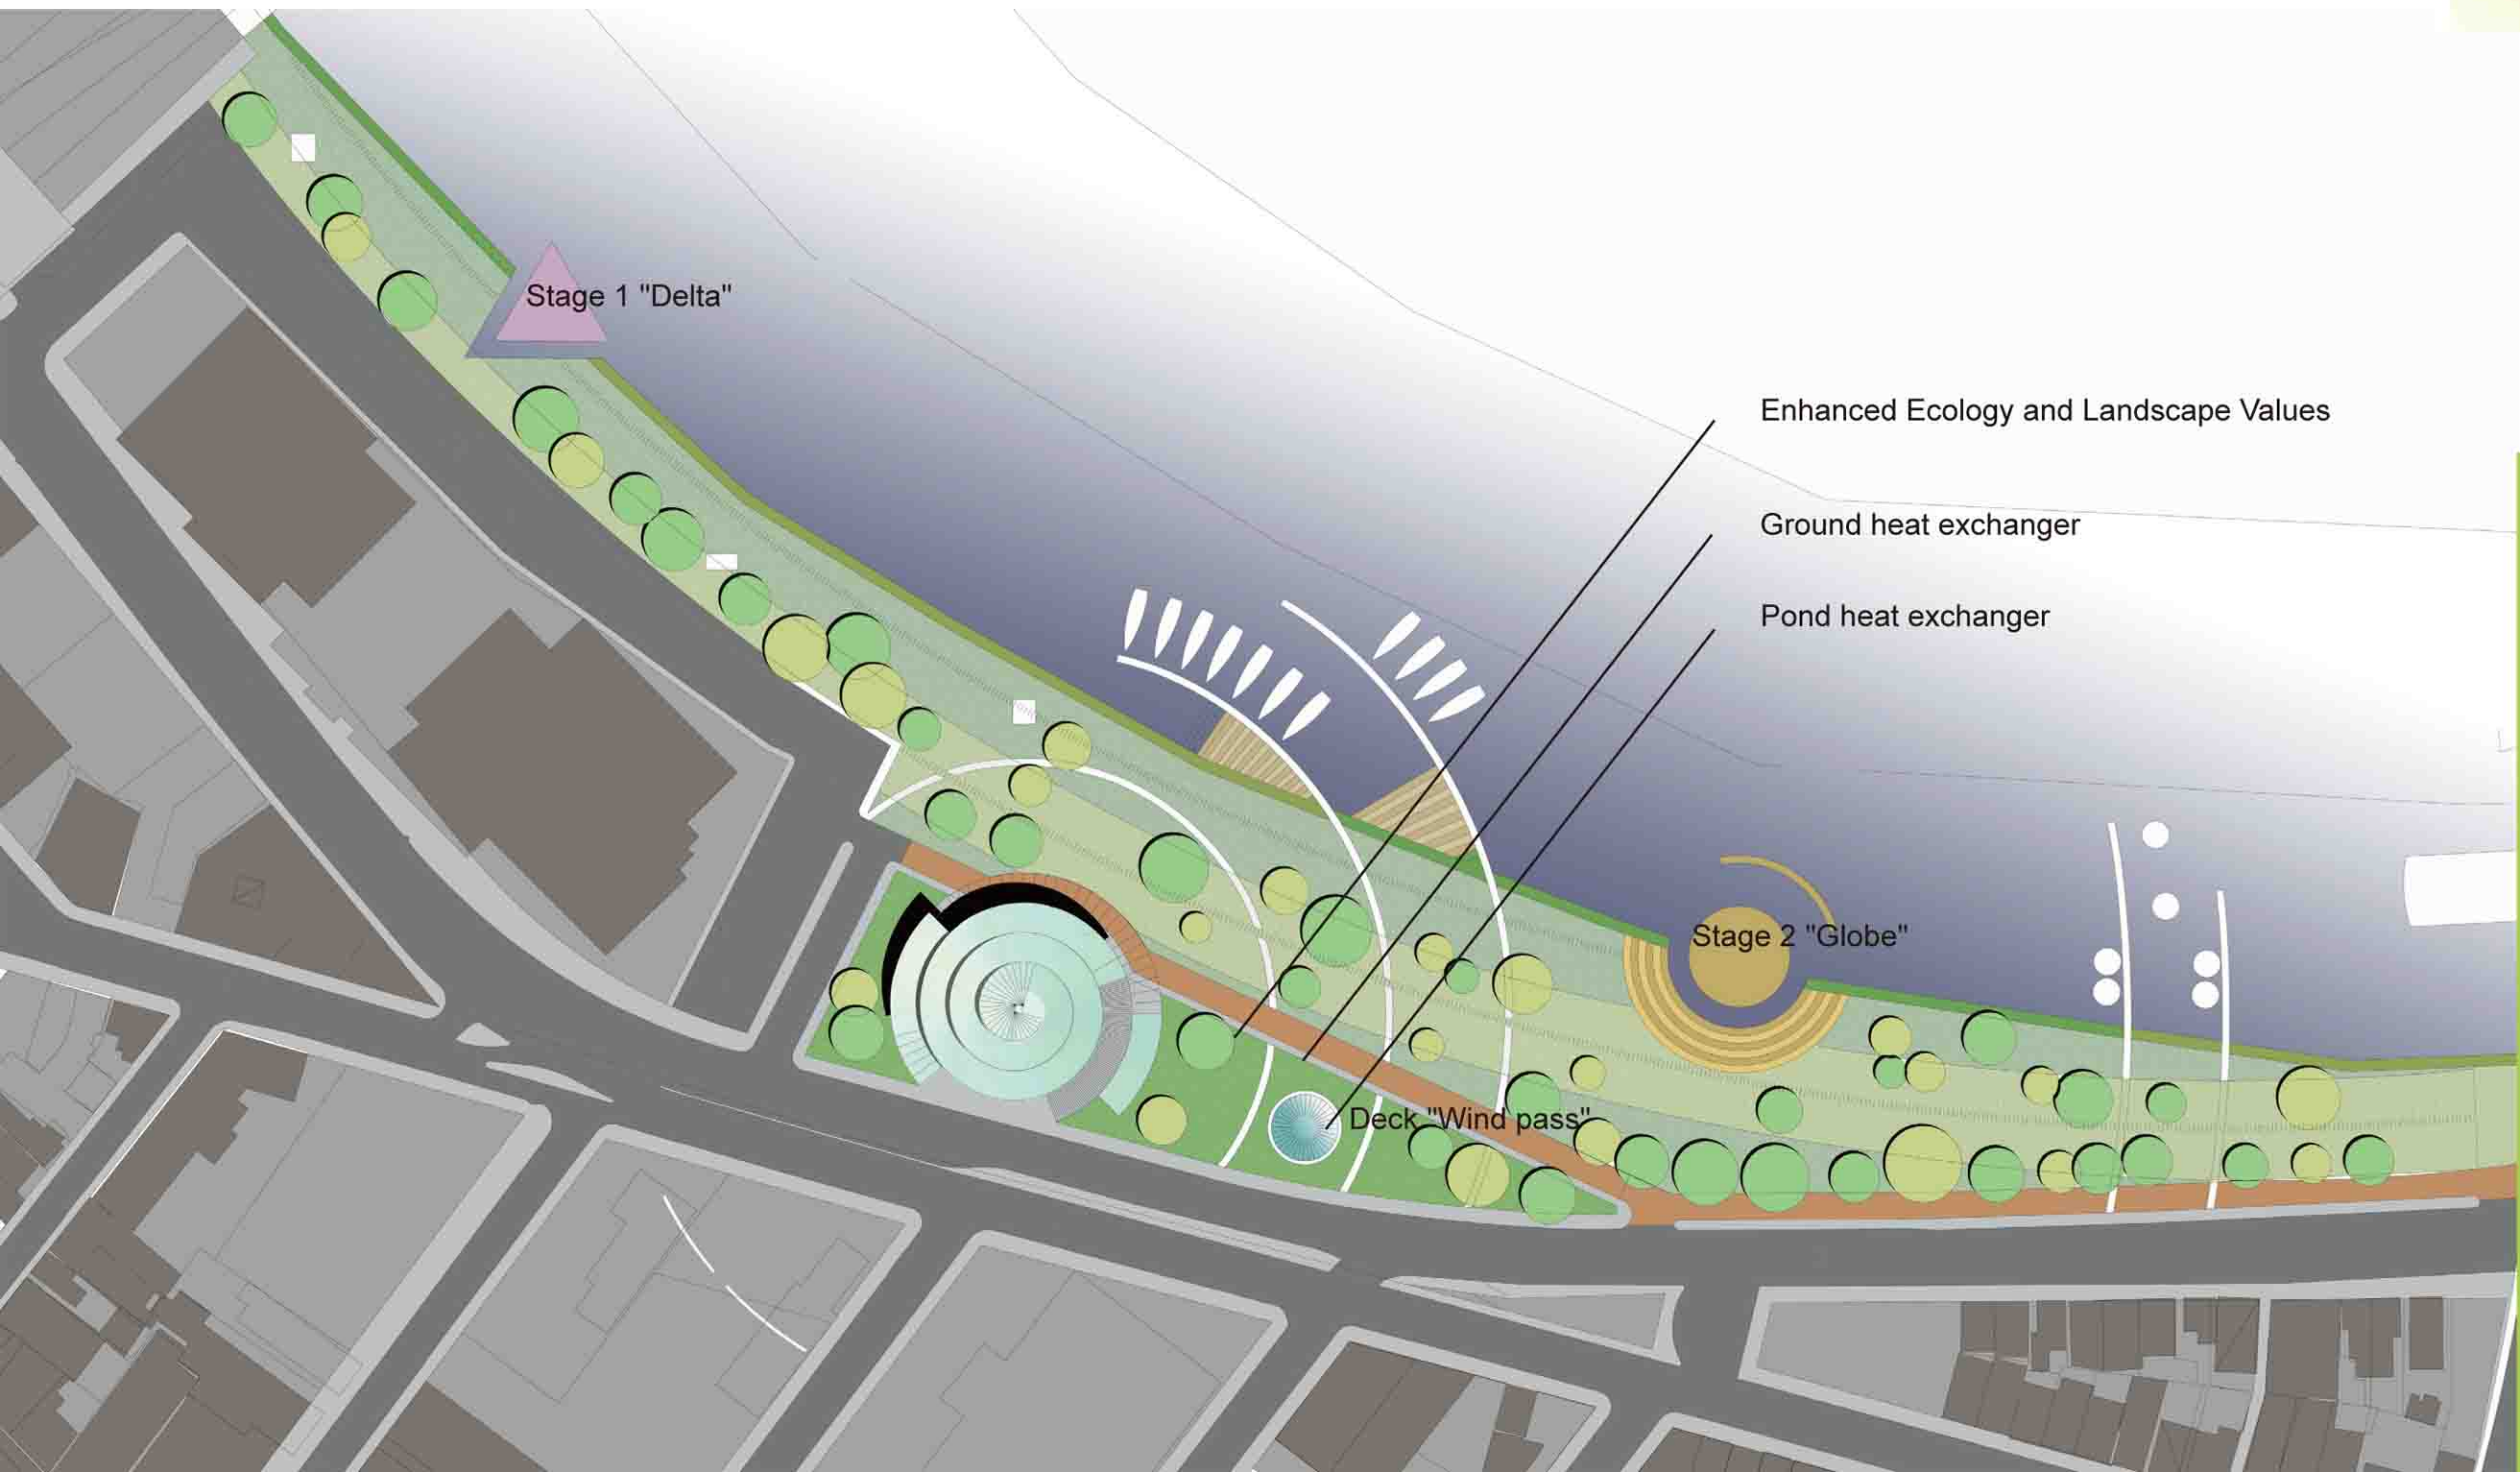 Stage 1 "Delta"
Enhanced Ecology and Landscape Values
Ground heat exchanger
Pond heat exchanger
Stage 2 "Globe"
Deck "Wind pass"